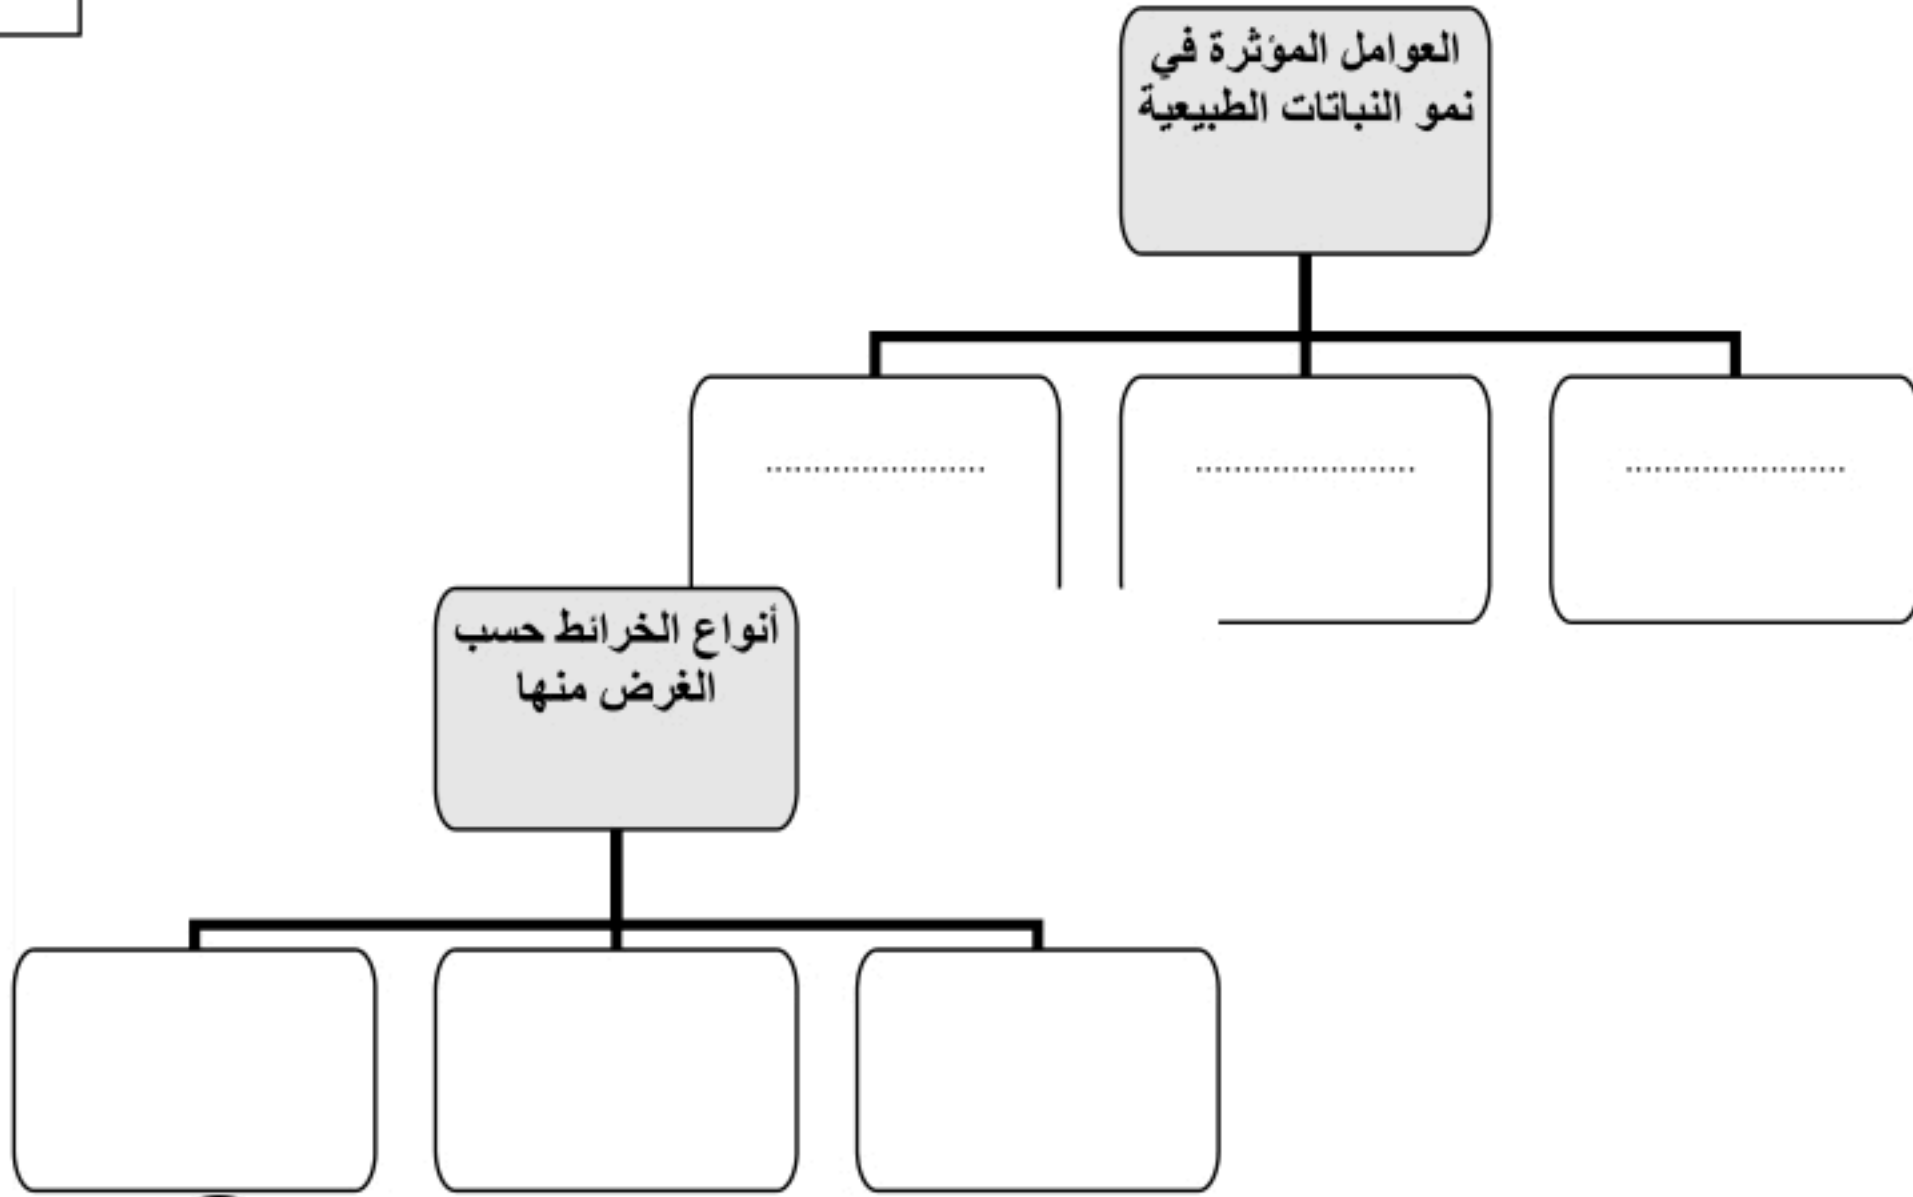 العوامل المؤثرة في
نمو النباتات الطبيعية
....................
....................
....................
أنواع الخرائط حسب
الغرض منها